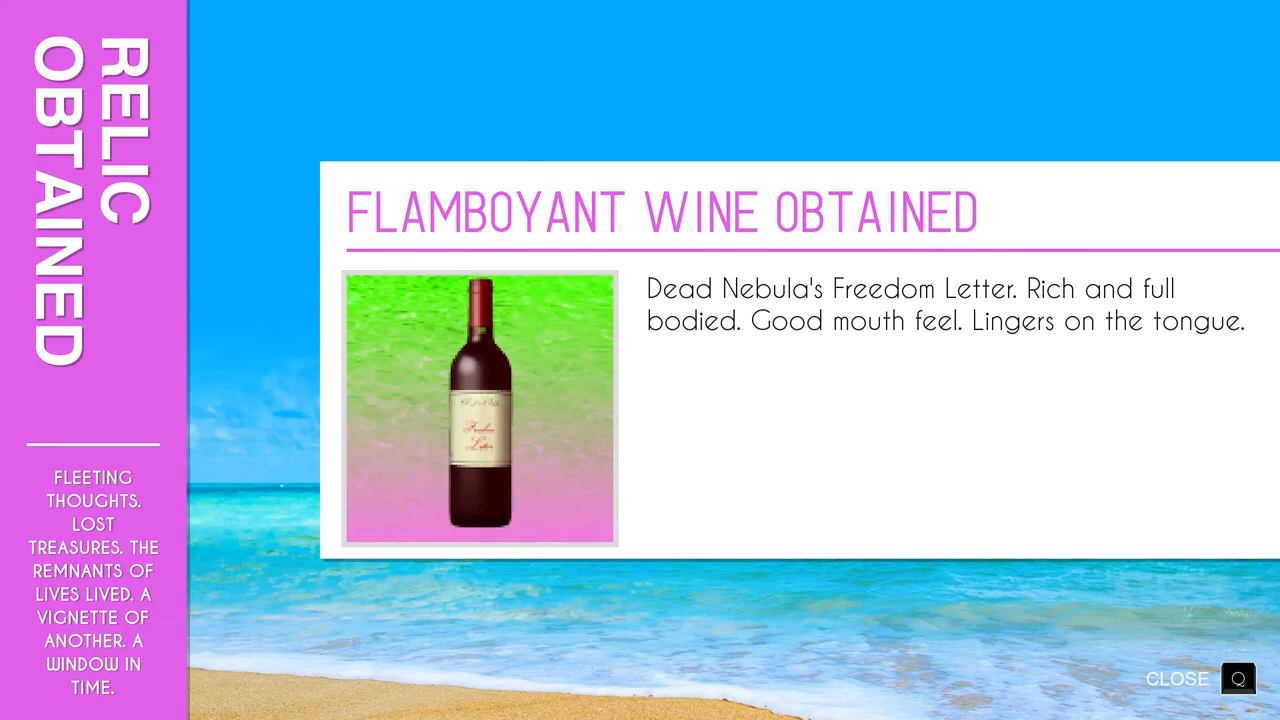 RELIC
OBTAINED
FLEETING
THOUGHTS.
LOST
TREASURES. THE
REMNANTS OF
LIVES LIVED. A
VIGNETTE OF
ANOTHER. A
WINDOW IN
TIME.
FLAMBOYANT WINE OBTAINED
Dead Nebula's Freedom Letter. Rich and full
bodied. Good mouth feel. Lingers on the tongue.
CLOSE Q